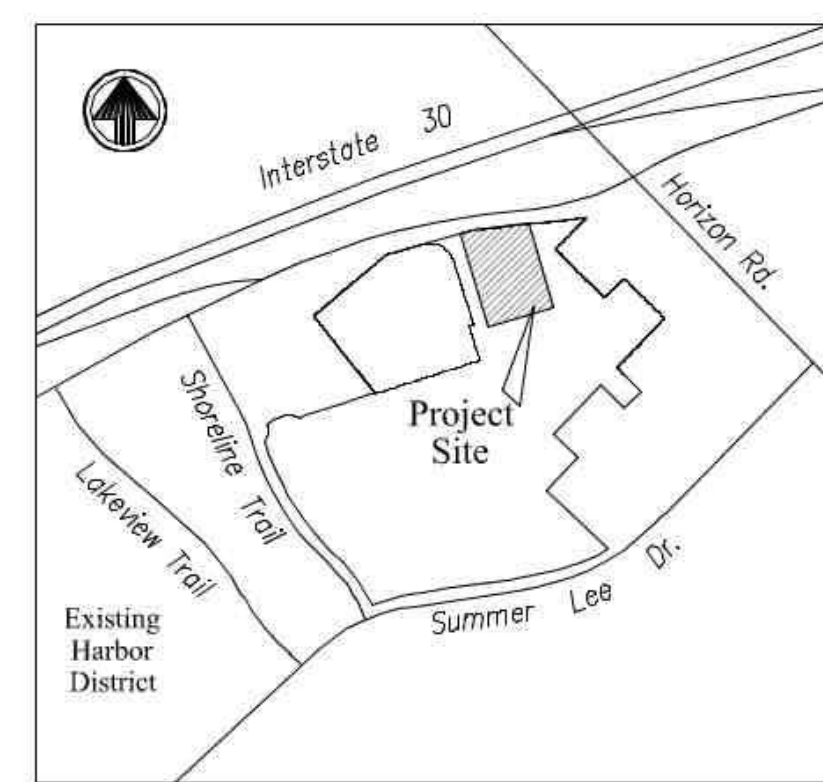 Interstate 30
Horizon Rd.
Shoreline Trail
Project
Site
Lakeview Trail
Summer Lee Dr.
Existing
Harbor
District